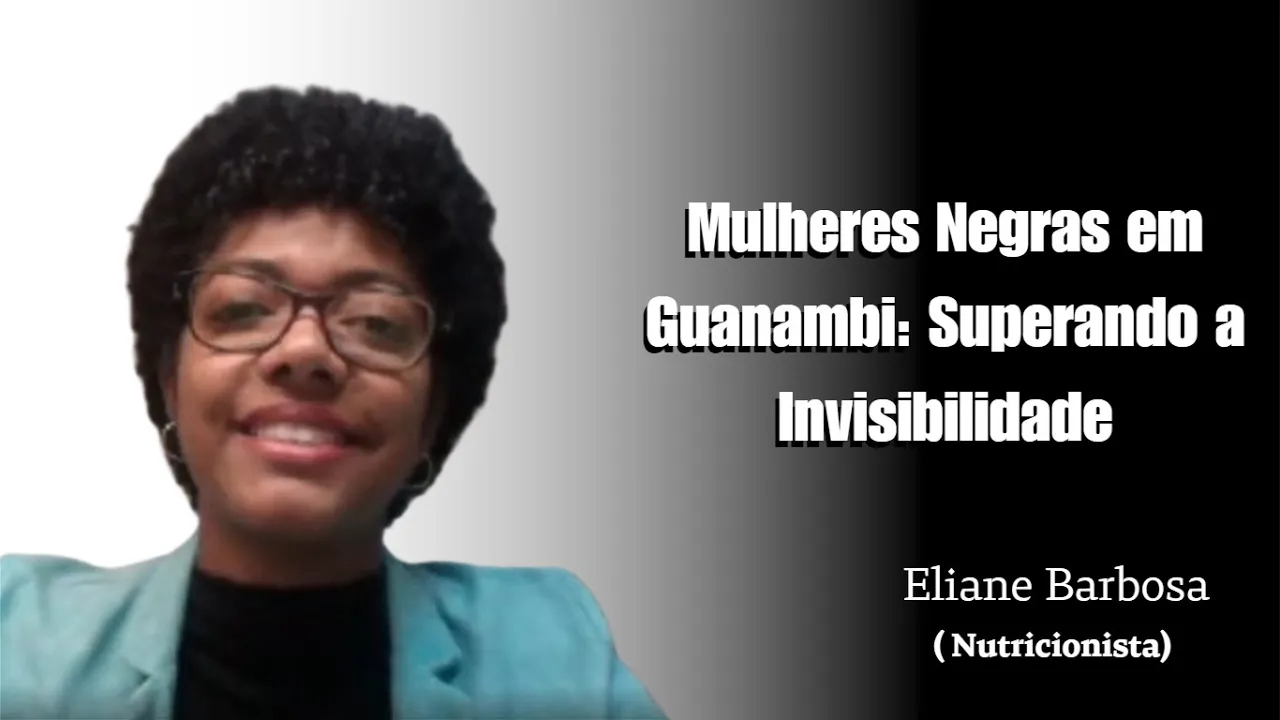 Mulheres Negras em
Guanambi: Superando a
Invisibilidade
Eliane Barbosa
( Nutricionista)